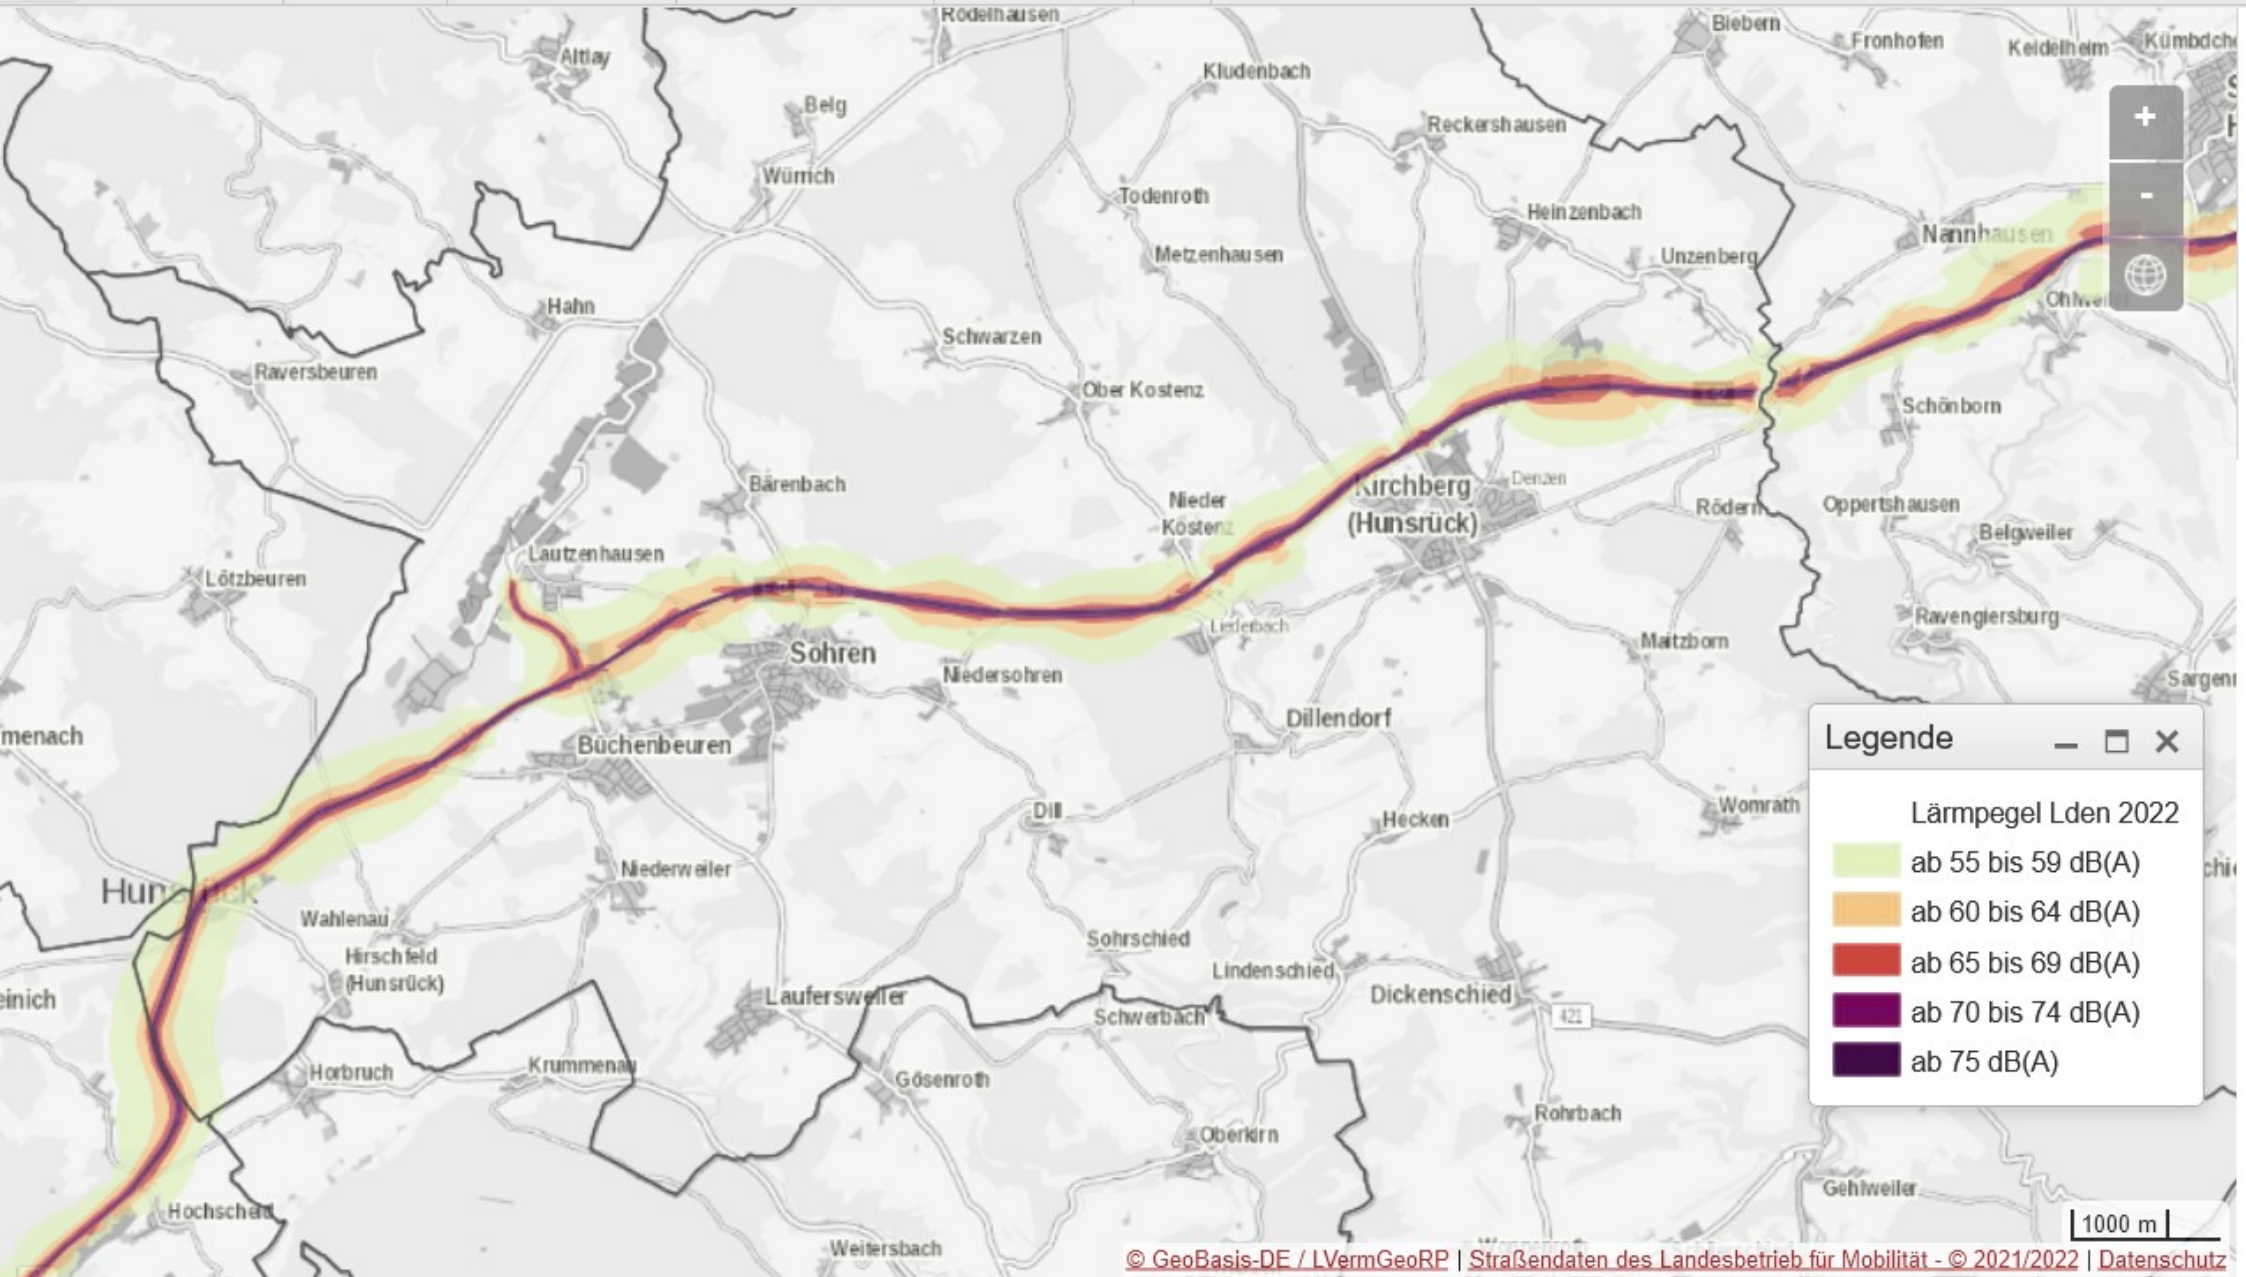 Rödelhausen
Biebern
Fronhofen
Keidelheim
Altlay
Kludenbach
Belg
Reckershausen
Würrich
Todenroth
Heinzenbach
Nannhausen
Metzenhausen
Unzenberg
Hahn
Schwarzen
Raversbeuren
Ober Kostenz
Schönborn
Bärenbach
Kirchberg
(Hunsrück)
Denzen
Nieder
Kostenz
Rödern
Oppertshausen
Belgweiler
Lautzenhausen
Lötzbeuren
Liederbach
Ravengiersburg
Maitzborn
Sohren
Niedersohren
menach
Büchenbeuren
Dillendorf
Dill
Hecken
Womrath
Niederweiler
Hunsrück
Wahlenau
Hirschfeld
(Hunsrück)
Sohrschied
Lindenschied
einich
Laufersweiler
Dickenschied
Schwerbach
421
Horbruch
Krummenau
Gösenroth
Rohrbach
Oberkirn
Gehlweiler
Hochscheid
Weitersbach
+
-
Legende
Lärmpegel Lden 2022
ab 55 bis 59 dB(A)
ab 60 bis 64 dB(A)
ab 65 bis 69 dB(A)
ab 70 bis 74 dB(A)
ab 75 dB(A)
1000 m
© GeoBasis-DE / LVermGeoRP | Straßendaten des Landesbetrieb für Mobilität - © 2021/2022 | Datenschutz